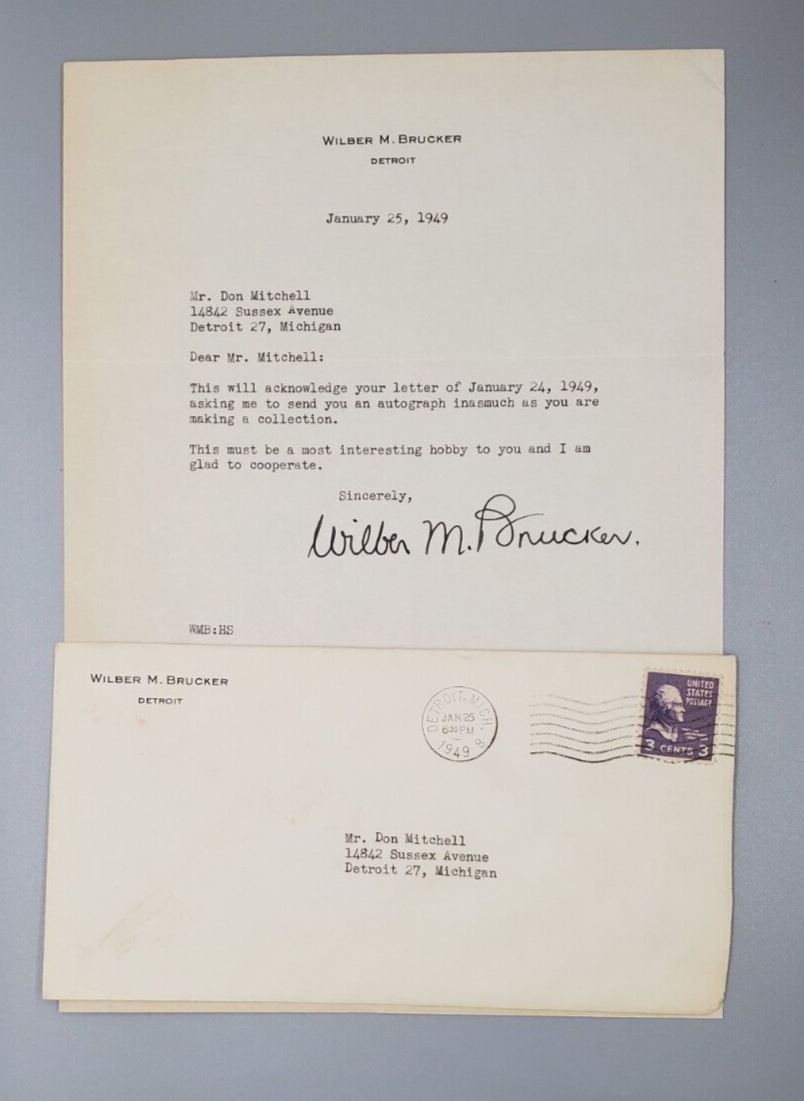 WILBER M. BRUCKER
DETROIT
January 25, 1949
Mr. Don Mitchell
14842 Sussex Avenue
Detroit 27, Michigan
Dear Mr. Mitchell:
This will acknowledge your letter of January 24, 1949,
asking me to send you an autograph inasmuch as you are
making a collection.
This must be a most interesting hobby to you and I am
glad to cooperate.
Sincerely,
Wilber M. Brucker.
WMB:HS
WILBER M. BRUCKER
DETROIT
DETROIT, MICH.
JAN 25
630 PM
1949
8
UNITED
STATES
POSTAGE
3 CENTS 3
Mr. Don Mitchell
14842 Sussex Avenue
Detroit 27, Michigan